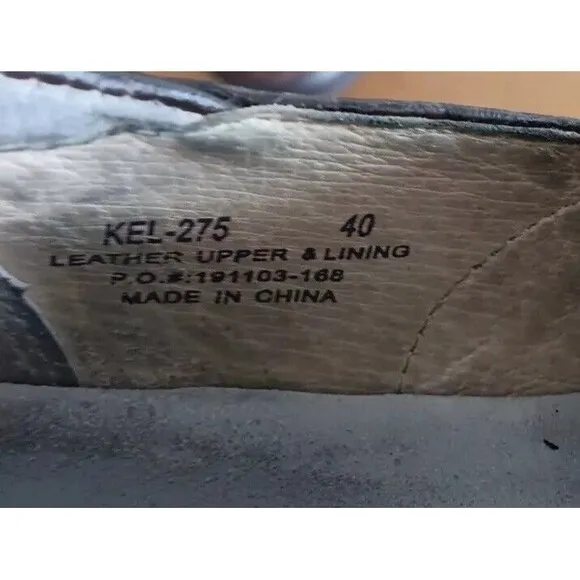 KEL-275 40
LEATHER UPPER & LINING
P.O.#:191103-168
MADE IN CHINA